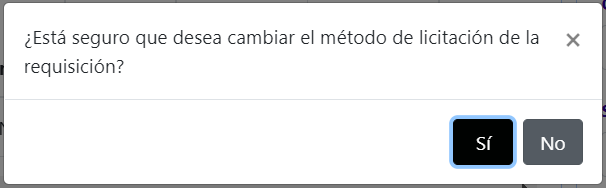 ¿Está seguro que desea cambiar el método de licitación de la
requisición?
×
Sí
No